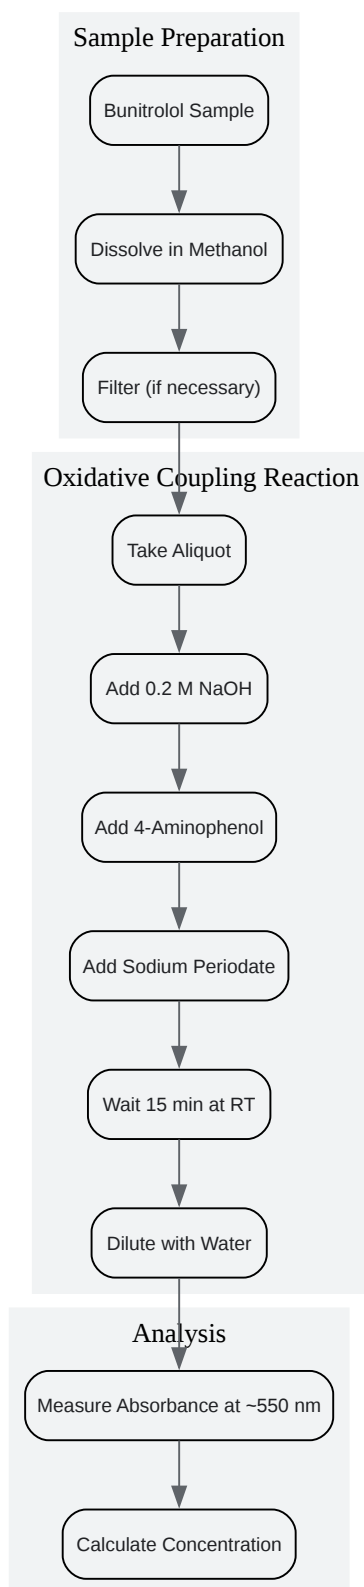 Sample Preparation
Bunitrolol Sample
Dissolve in Methanol
Filter (if necessary)
Oxidative Coupling Reaction
Take Aliquot
Add 0.2 M NaOH
Add 4-Aminophenol
Add Sodium Periodate
Wait 15 min at RT
Dilute with Water
Analysis
Measure Absorbance at ~550 nm
Calculate Concentration